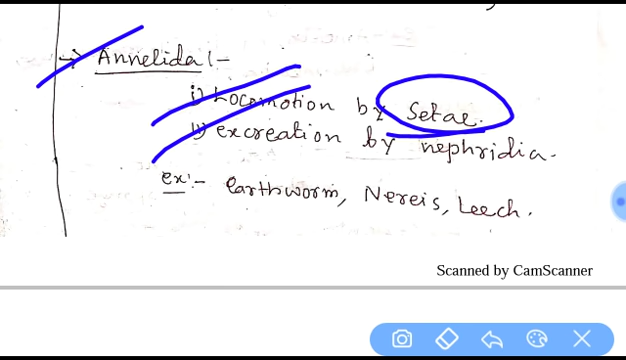 → Annelida :-
i) Locomotion by Setae.
ii) excreation by nephridia.
ex:- Earthworm, Nereis, Leech.
Scanned by CamScanner